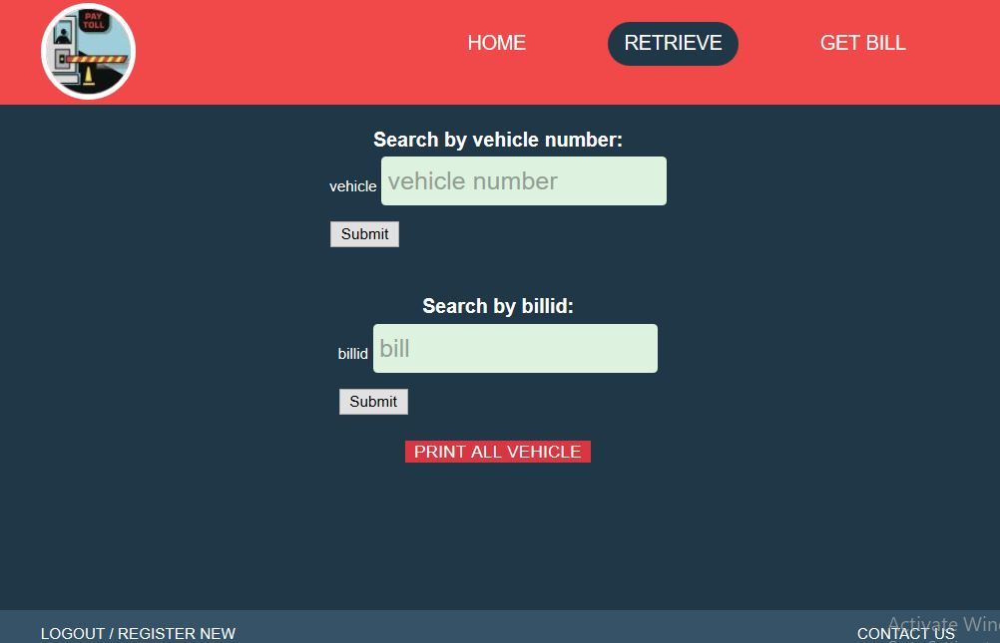 PAY
TOLL
HOME
RETRIEVE
GET BILL
Search by vehicle number:
vehicle vehicle number
Submit
Search by billid:
billid bill
Submit
PRINT ALL VEHICLE
Activate Win
LOGOUT / REGISTER NEW
CONTACT US